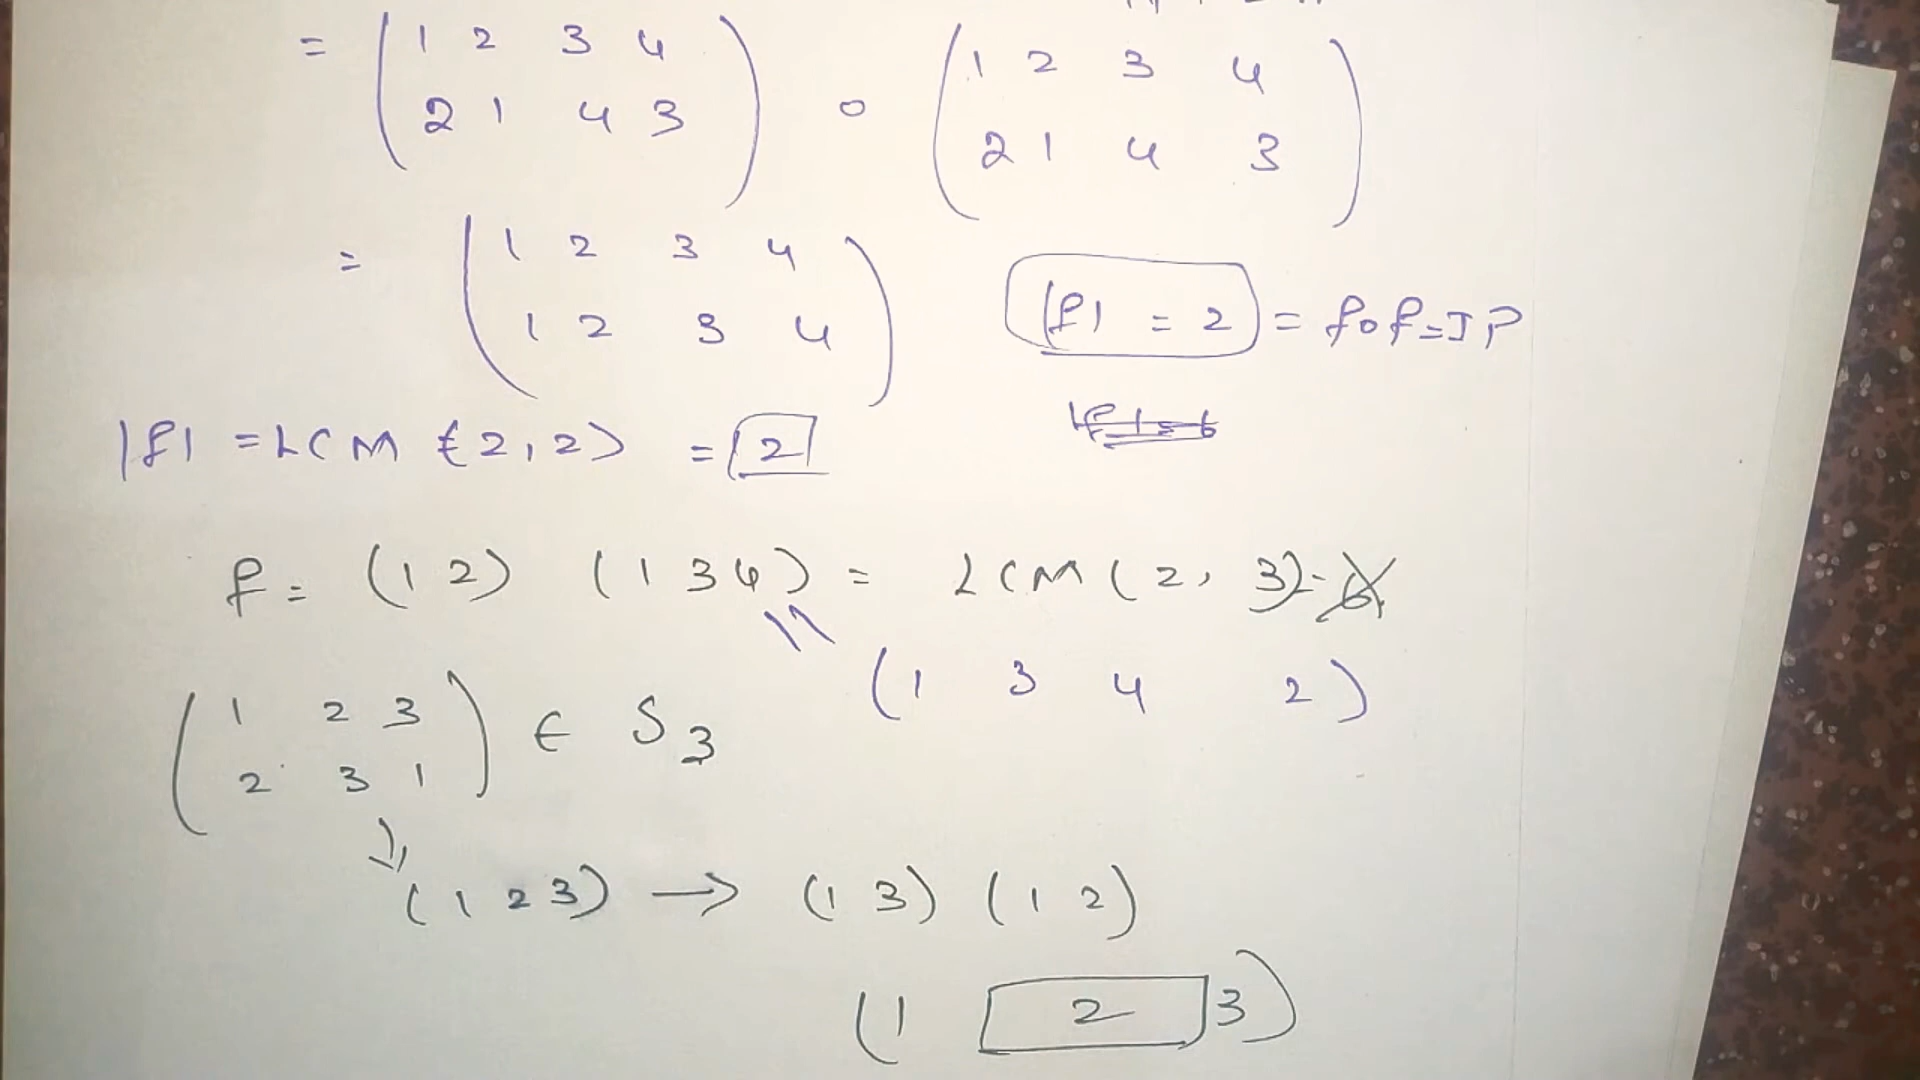 = ( 1 2 3 4 ) ∘ ( 1 2 3 4 )
2 1 4 3 2 1 4 3
= ( 1 2 3 4 )
1 2 3 4 |f| = 2 = f∘f=IP
|f| = LCM {2,2) = 2
f = (1 2) (1 3 4) = LCM (2, 3) = 6
(1 3 4 2)
( 1 2 3 ) ∈ S3
2 3 1
(1 2 3) → (1 3) (1 2)
(1 2 3)